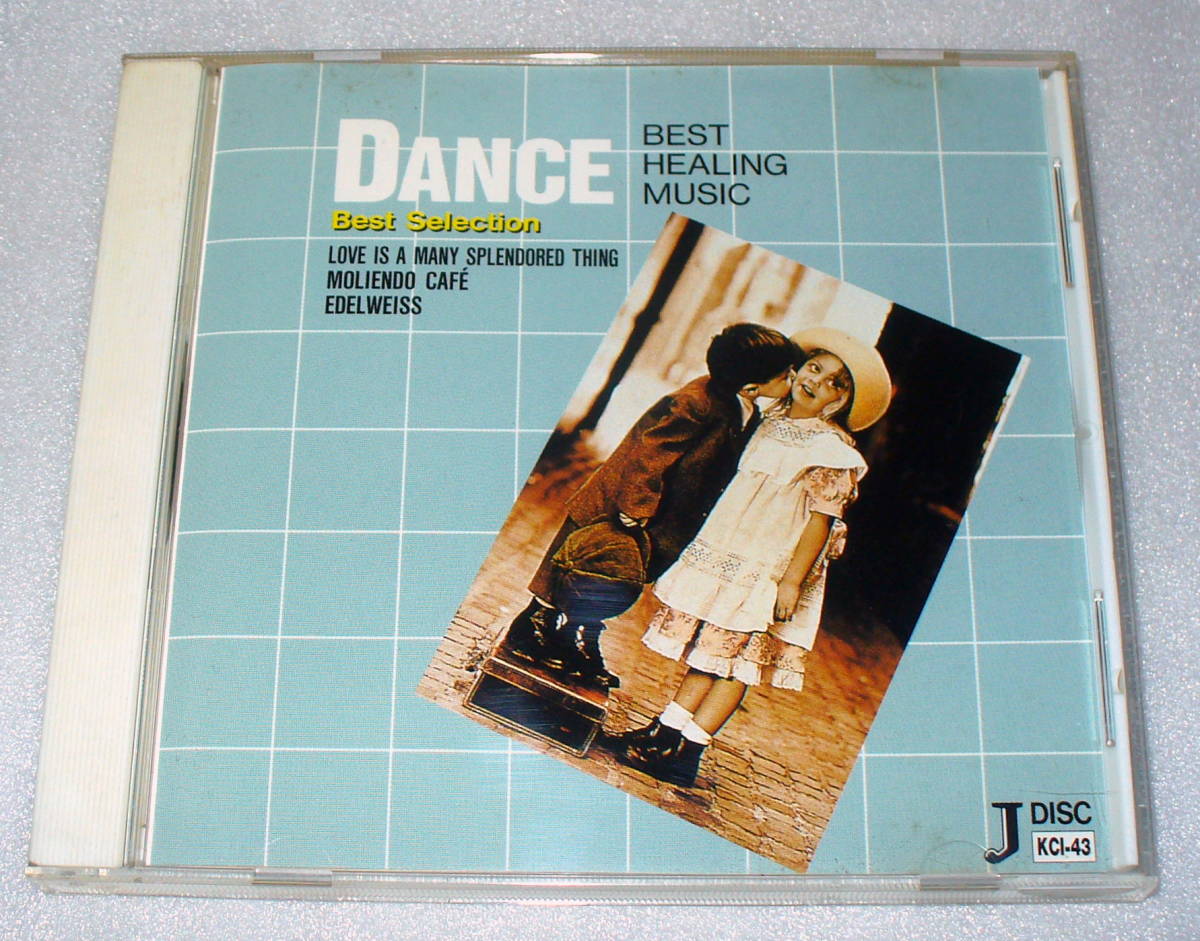 DANCE
BEST
HEALING
MUSIC
Best Selection
LOVE IS A MANY SPLENDORED THING
MOLIENDO CAFÉ
EDELWEISS
J DISC
KCI-43